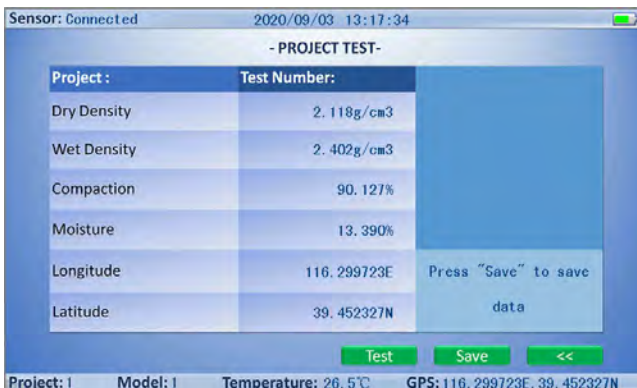 Sensor: Connected 2020/09/03 13:17:34
- PROJECT TEST-
Project : Test Number:
Dry Density 2.118g/cm3
Wet Density 2.402g/cm3
Compaction 90.127%
Moisture 13.390%
Longitude 116.299723E
Latitude 39.452327N
Press "Save" to save
data
Test Save <<
Project: 1 Model: 1 Temperature: 26.5℃ GPS: 116.299723E, 39.452327N